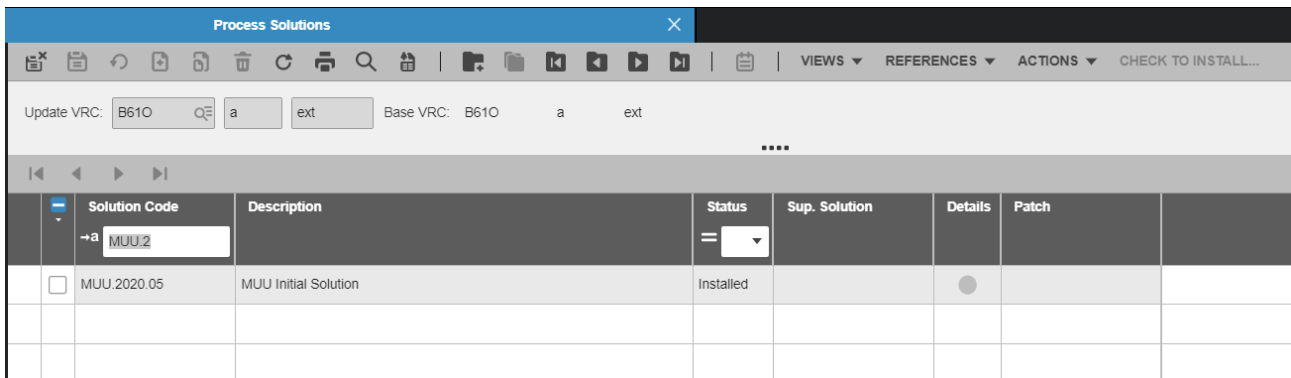 Process Solutions
VIEWS REFERENCES ACTIONS CHECK TO INSTALL...
Update VRC: B61O a ext Base VRC: B61O a ext
Solution Code Description Status Sup. Solution Details Patch
→a MUU.2 =
MUU.2020.05 MUU Initial Solution Installed